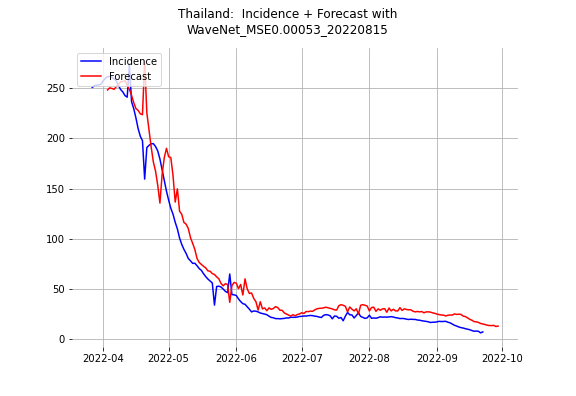 Thailand:  Incidence + Forecast with
WaveNet_MSE0.00053_20220815
Incidence
Forecast
250
200
150
100
50
0
2022-04 2022-05 2022-06 2022-07 2022-08 2022-09 2022-10